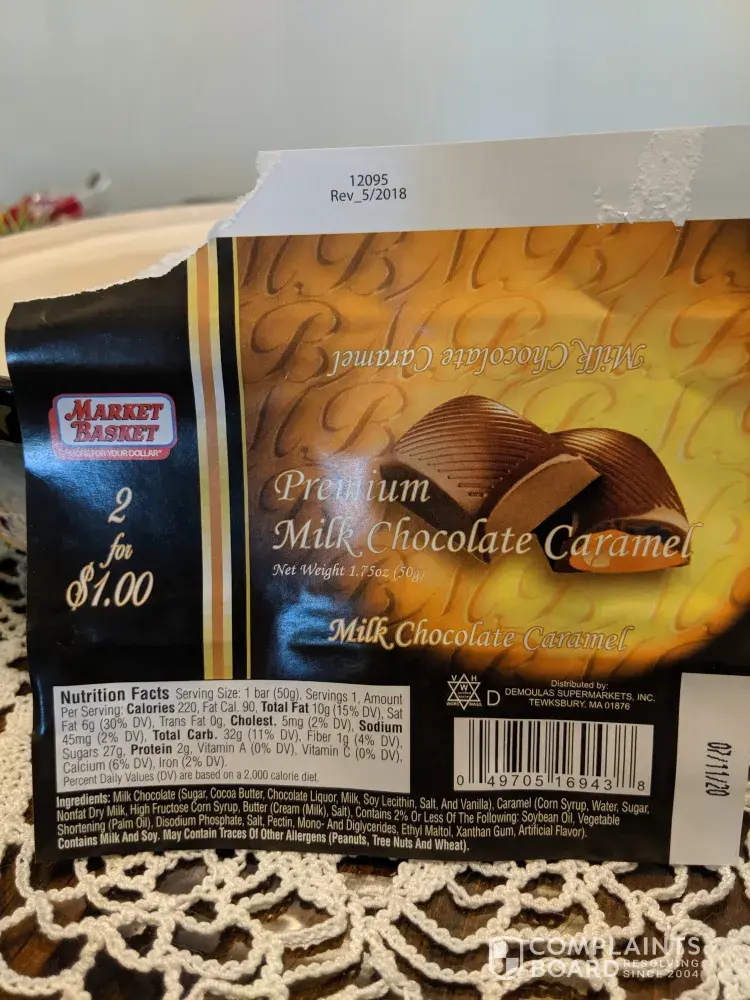 12095
Rev_5/2018
Milk Chocolate Caramel
MARKET
BASKET
MORE FOR YOUR DOLLAR
2
for
$1.00
Premium
Milk Chocolate Caramel
Net Weight 1.75oz (50g)
Milk Chocolate Caramel
Nutrition Facts Serving Size: 1 bar (50g), Servings 1, Amount
Per Serving: Calories 220, Fat Cal. 90, Total Fat 10g (15% DV), Sat
Fat 6g (30% DV), Trans Fat 0g, Cholest. 5mg (2% DV), Sodium
45mg (2% DV), Total Carb. 32g (11% DV), Fiber 1g (4% DV),
Sugars 27g, Protein 2g, Vitamin A (0% DV), Vitamin C (0% DV),
Calcium (6% DV), Iron (2% DV).
Percent Daily Values (DV) are based on a 2,000 calorie diet.
V H
W
D
Distributed by:
DEMOULAS SUPERMARKETS, INC.
TEWKSBURY, MA 01876
0 49705 16943 8
07/11/20
Ingredients: Milk Chocolate (Sugar, Cocoa Butter, Chocolate Liquor, Milk, Soy Lecithin, Salt, And Vanilla), Caramel (Corn Syrup, Water, Sugar,
Nonfat Dry Milk, High Fructose Corn Syrup, Butter (Cream (Milk), Salt), Contains 2% Or Less Of The Following: Soybean Oil, Vegetable
Shortening (Palm Oil), Disodium Phosphate, Salt, Pectin, Mono- And Diglycerides, Ethyl Maltol, Xanthan Gum, Artificial Flavor).
Contains Milk And Soy. May Contain Traces Of Other Allergens (Peanuts, Tree Nuts And Wheat).
COMPLAINTS
BOARD RESOLVING
SINCE 2004